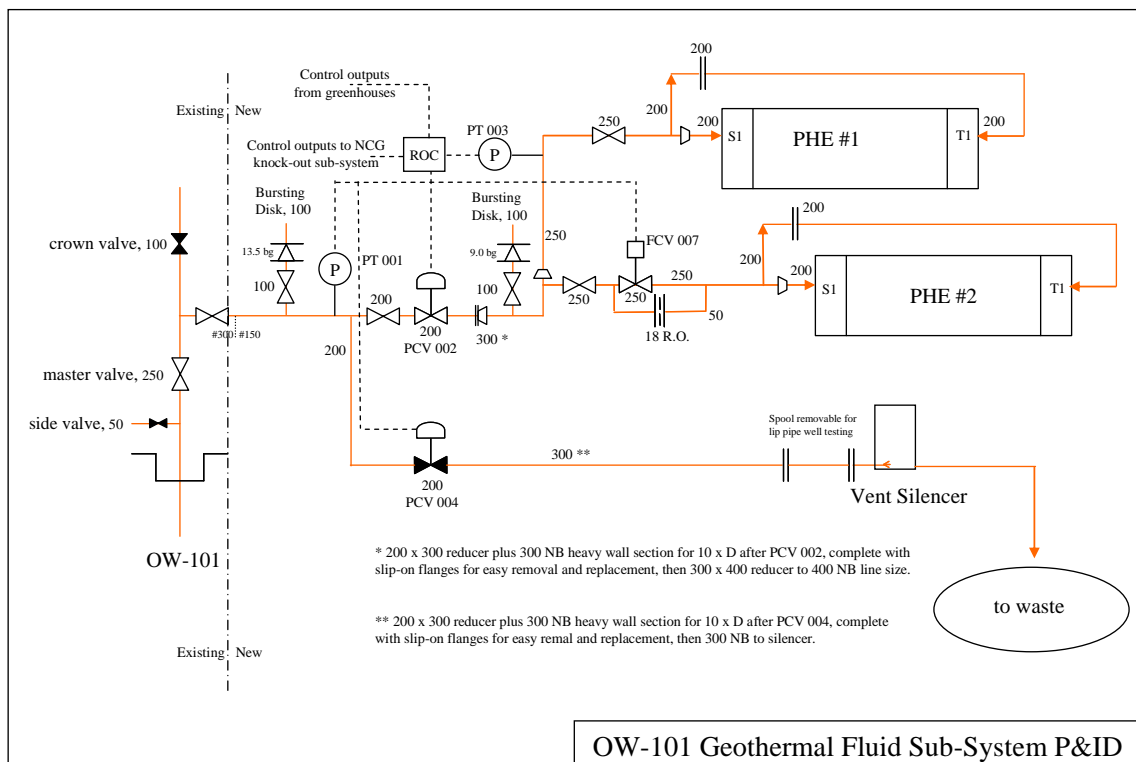 200
Control outputs
from greenhouses
Existing
New
PT 003
250
200
200
S1
PHE #1
T1
200
Control outputs to NCG
knock-out sub-system
ROC
P
Bursting
Disk, 100
Bursting
Disk, 100
200
crown valve, 100
13.5 bg
P
PT 001
9.0 bg
250
FCV 007
200
250
200
S1
PHE #2
T1
100
200
100
250
250
50
#300
#150
200
200
PCV 002
300 *
18 R.O.
master valve, 250
side valve, 50
Spool removable for
lip pipe well testing
300 **
200
PCV 004
Vent Silencer
OW-101
* 200 x 300 reducer plus 300 NB heavy wall section for 10 x D after PCV 002, complete with
slip-on flanges for easy removal and replacement, then 300 x 400 reducer to 400 NB line size.
to waste
** 200 x 300 reducer plus 300 NB heavy wall section for 10 x D after PCV 004, complete
with slip-on flanges for easy remal and replacement, then 300 NB to silencer.
Existing
New
OW-101 Geothermal Fluid Sub-System P&ID